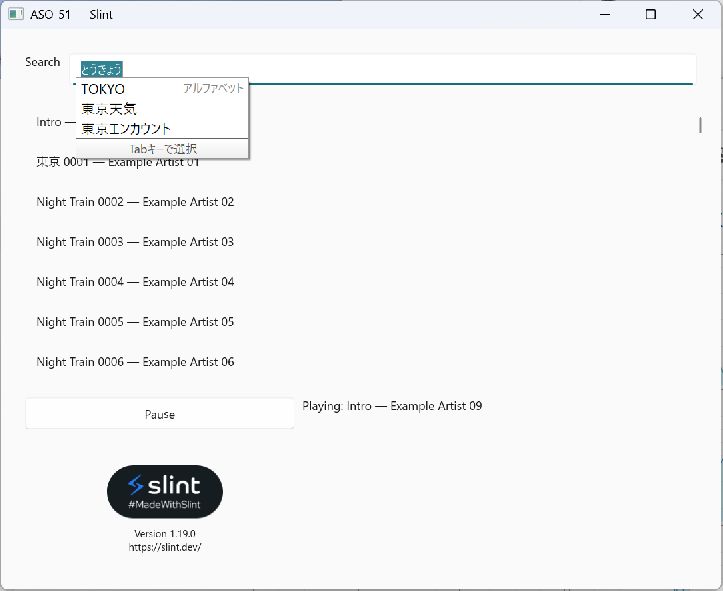 ASO-51 Slint
Search
とうきょう
TOKYO アルファベット
東京天気
東京エンカウント
Tabキーで選択
Intro —
東京 0001 — Example Artist 01
Night Train 0002 — Example Artist 02
Night Train 0003 — Example Artist 03
Night Train 0004 — Example Artist 04
Night Train 0005 — Example Artist 05
Night Train 0006 — Example Artist 06
Pause
Playing: Intro — Example Artist 09
slint
#MadeWithSlint
Version 1.19.0
https://slint.dev/